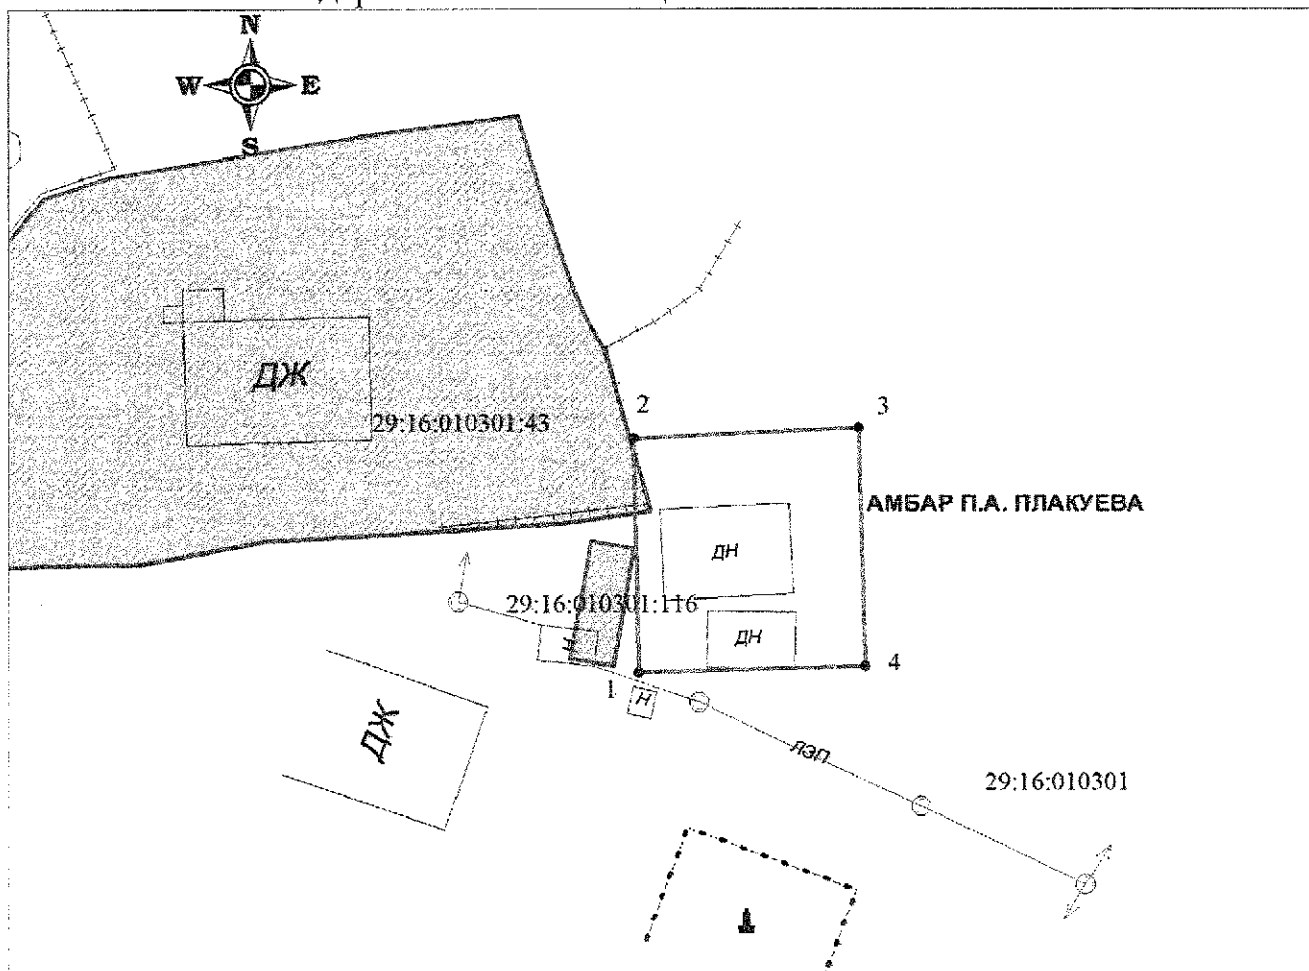 N
W E
S
ДЖ
29:16:010301:43
2
3
АМБАР П.А. ПЛАКУЕВА
ДН
29:16:010301:116
Н
ДН
4
1
Н
ДЖ
ЛЭП
29:16:010301